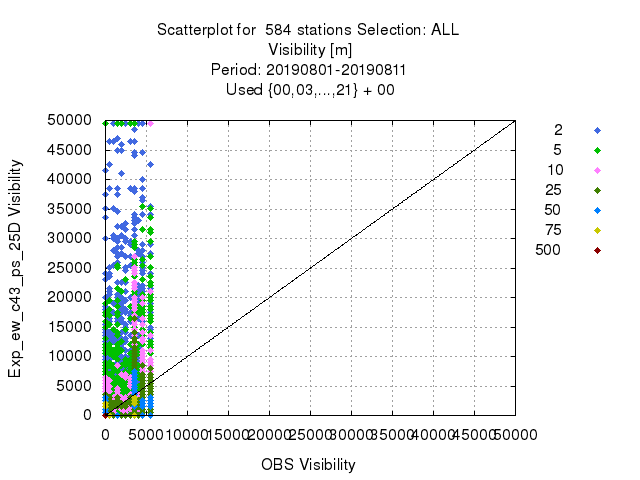 Scatterplot for  584 stations Selection: ALL
Visibility [m]
Period: 20190801-20190811
Used {00,03,...,21} + 00
50000
45000
40000
35000
30000
25000
20000
15000
10000
5000
0
Exp_ew_c43_ps_25D Visibility
2
5
10
25
50
75
500
0 5000 10000 15000 20000 25000 30000 35000 40000 45000 50000
OBS Visibility